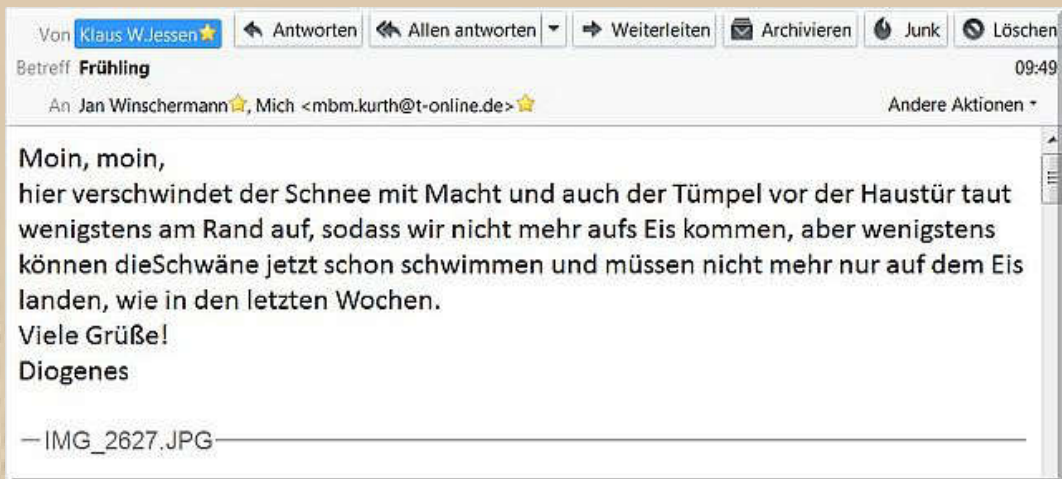 Von Klaus W.Jessen Antworten Allen antworten Weiterleiten Archivieren Junk Löschen
Betreff Frühling 09:49
An Jan Winschermann, Mich <mbm.kurth@t-online.de> Andere Aktionen
Moin, moin,
hier verschwindet der Schnee mit Macht und auch der Tümpel vor der Haustür taut
wenigstens am Rand auf, sodass wir nicht mehr aufs Eis kommen, aber wenigstens
können dieSchwäne jetzt schon schwimmen und müssen nicht mehr nur auf dem Eis
landen, wie in den letzten Wochen.
Viele Grüße!
Diogenes
IMG_2627.JPG